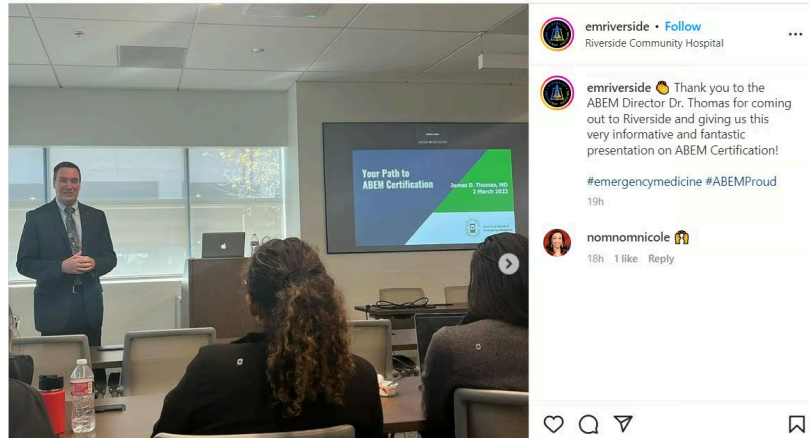 Your Path to
ABEM Certification
James D. Thomas, MD
2 March 2023
emriverside • Follow
Riverside Community Hospital
emriverside 👏 Thank you to the
ABEM Director Dr. Thomas for coming
out to Riverside and giving us this
very informative and fantastic
presentation on ABEM Certification!
#emergencymedicine #ABEMProud
19h
nomnomnicole 🙌
18h 1 like Reply